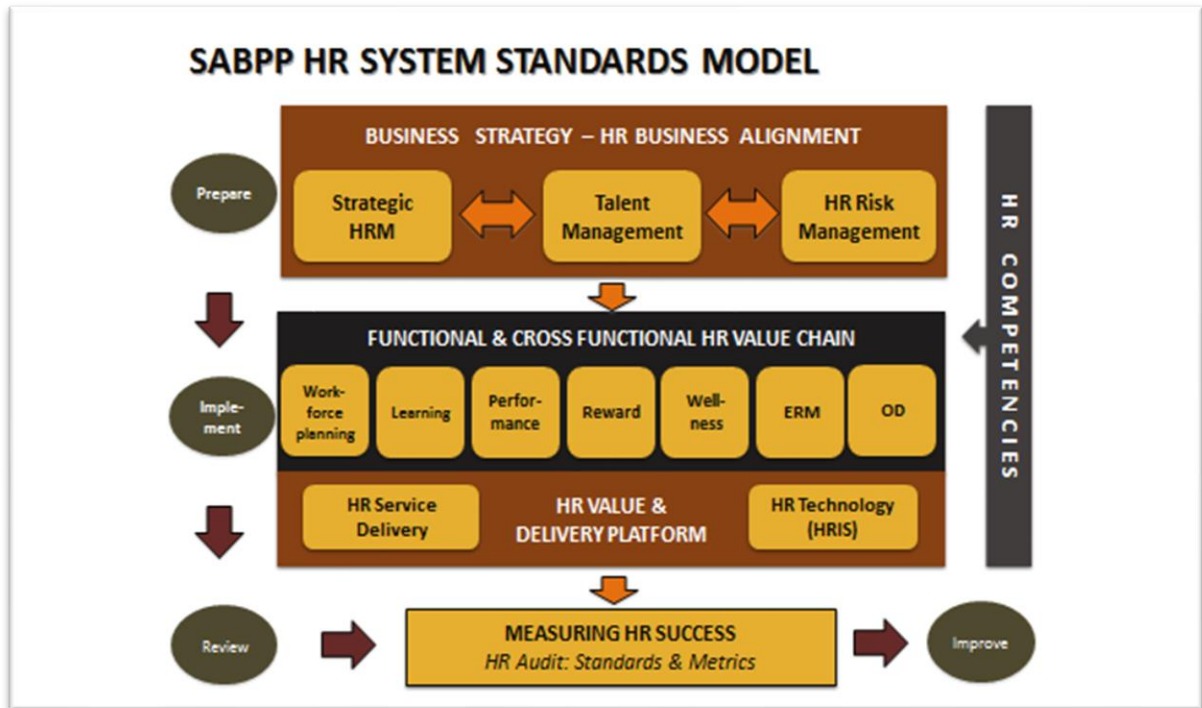 SABPP HR SYSTEM STANDARDS MODEL
BUSINESS STRATEGY – HR BUSINESS ALIGNMENT
Prepare
Strategic
HRM
Talent
Management
HR Risk
Management
HR COMPETENCIES
FUNCTIONAL & CROSS FUNCTIONAL HR VALUE CHAIN
Imple-
ment
Work-
force
planning
Learning
Perfor-
mance
Reward
Well-
ness
ERM
OD
HR Service
Delivery
HR VALUE &
DELIVERY PLATFORM
HR Technology
(HRIS)
Review
MEASURING HR SUCCESS
HR Audit: Standards & Metrics
Improve